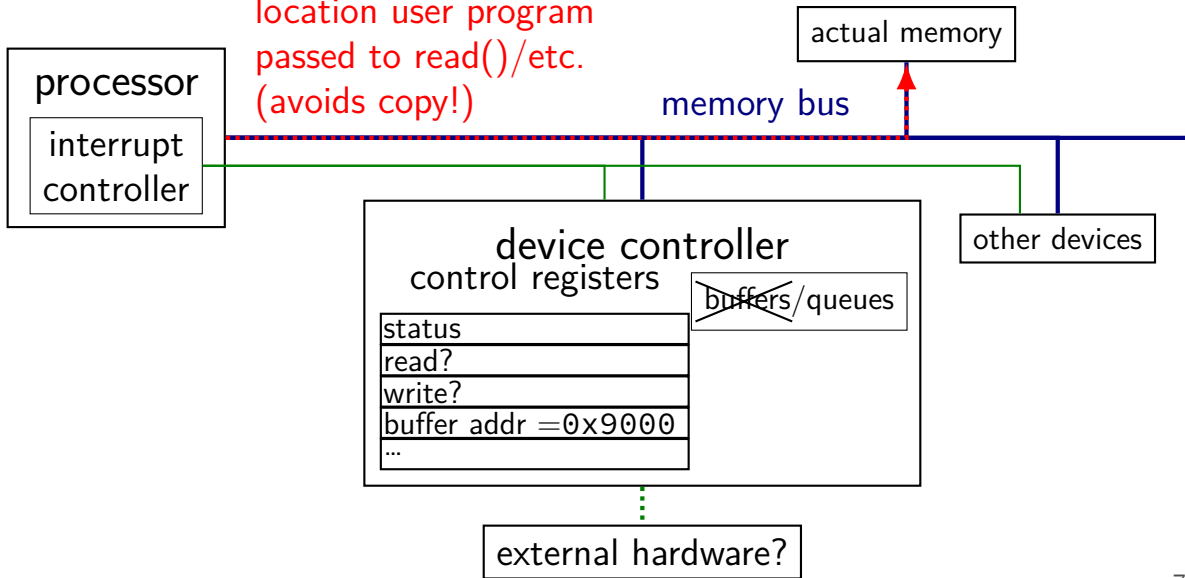 location user program
passed to read()/etc.
(avoids copy!)
actual memory
processor
memory bus
interrupt
controller
other devices
device controller
control registers
buffers/queues
status
read?
write?
buffer addr =0x9000
...
external hardware?